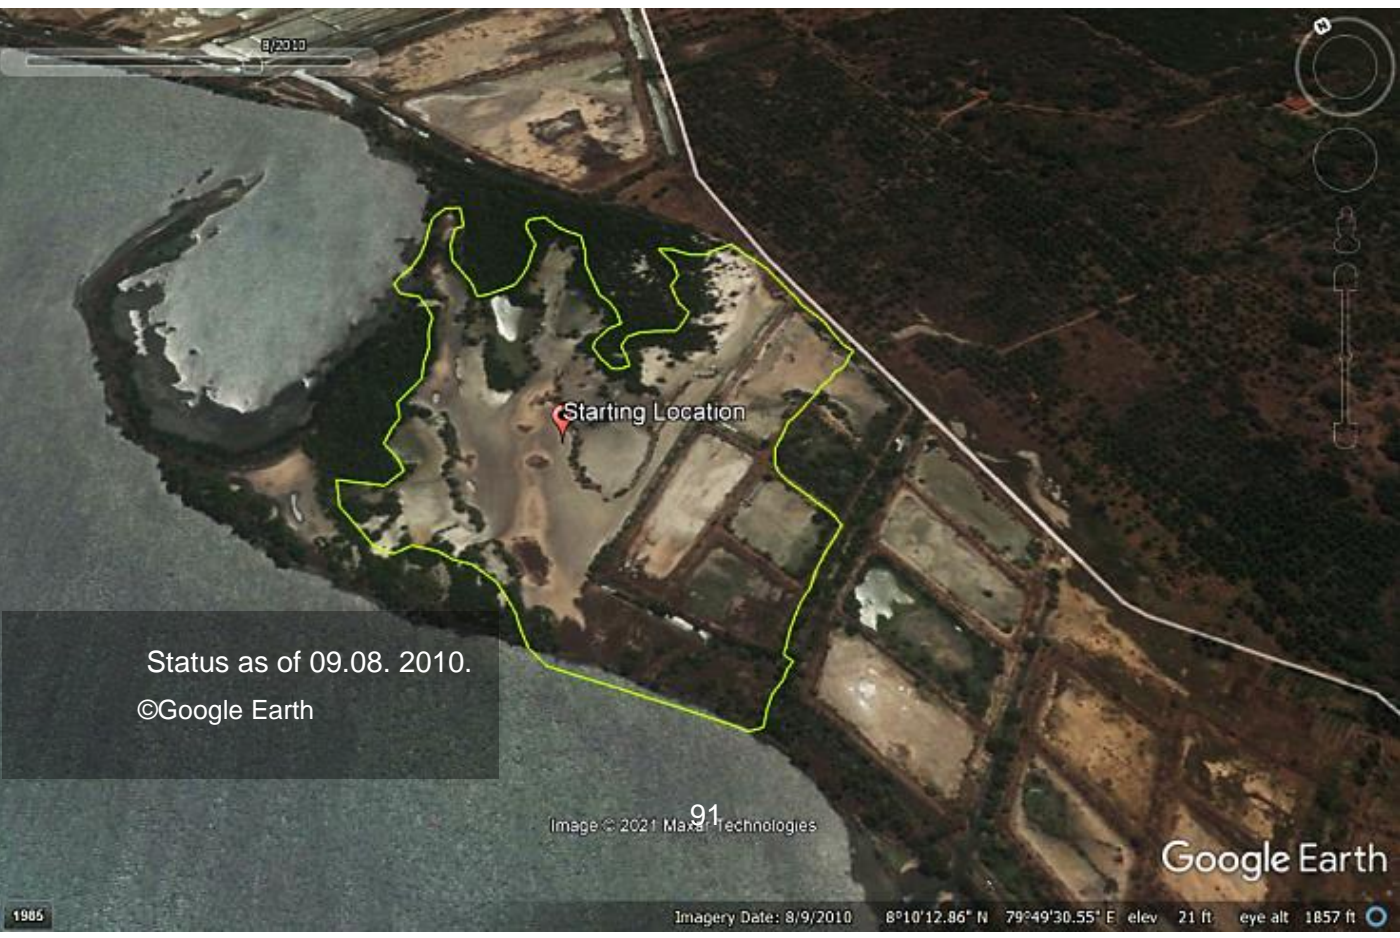 8/2010
N
Starting Location
Status as of 09.08. 2010.
©Google Earth
91
Image © 2021 Maxar Technologies
Google Earth
1985
Imagery Date: 8/9/2010 8°10'12.86" N 79°49'30.55" E elev 21 ft eye alt 1857 ft